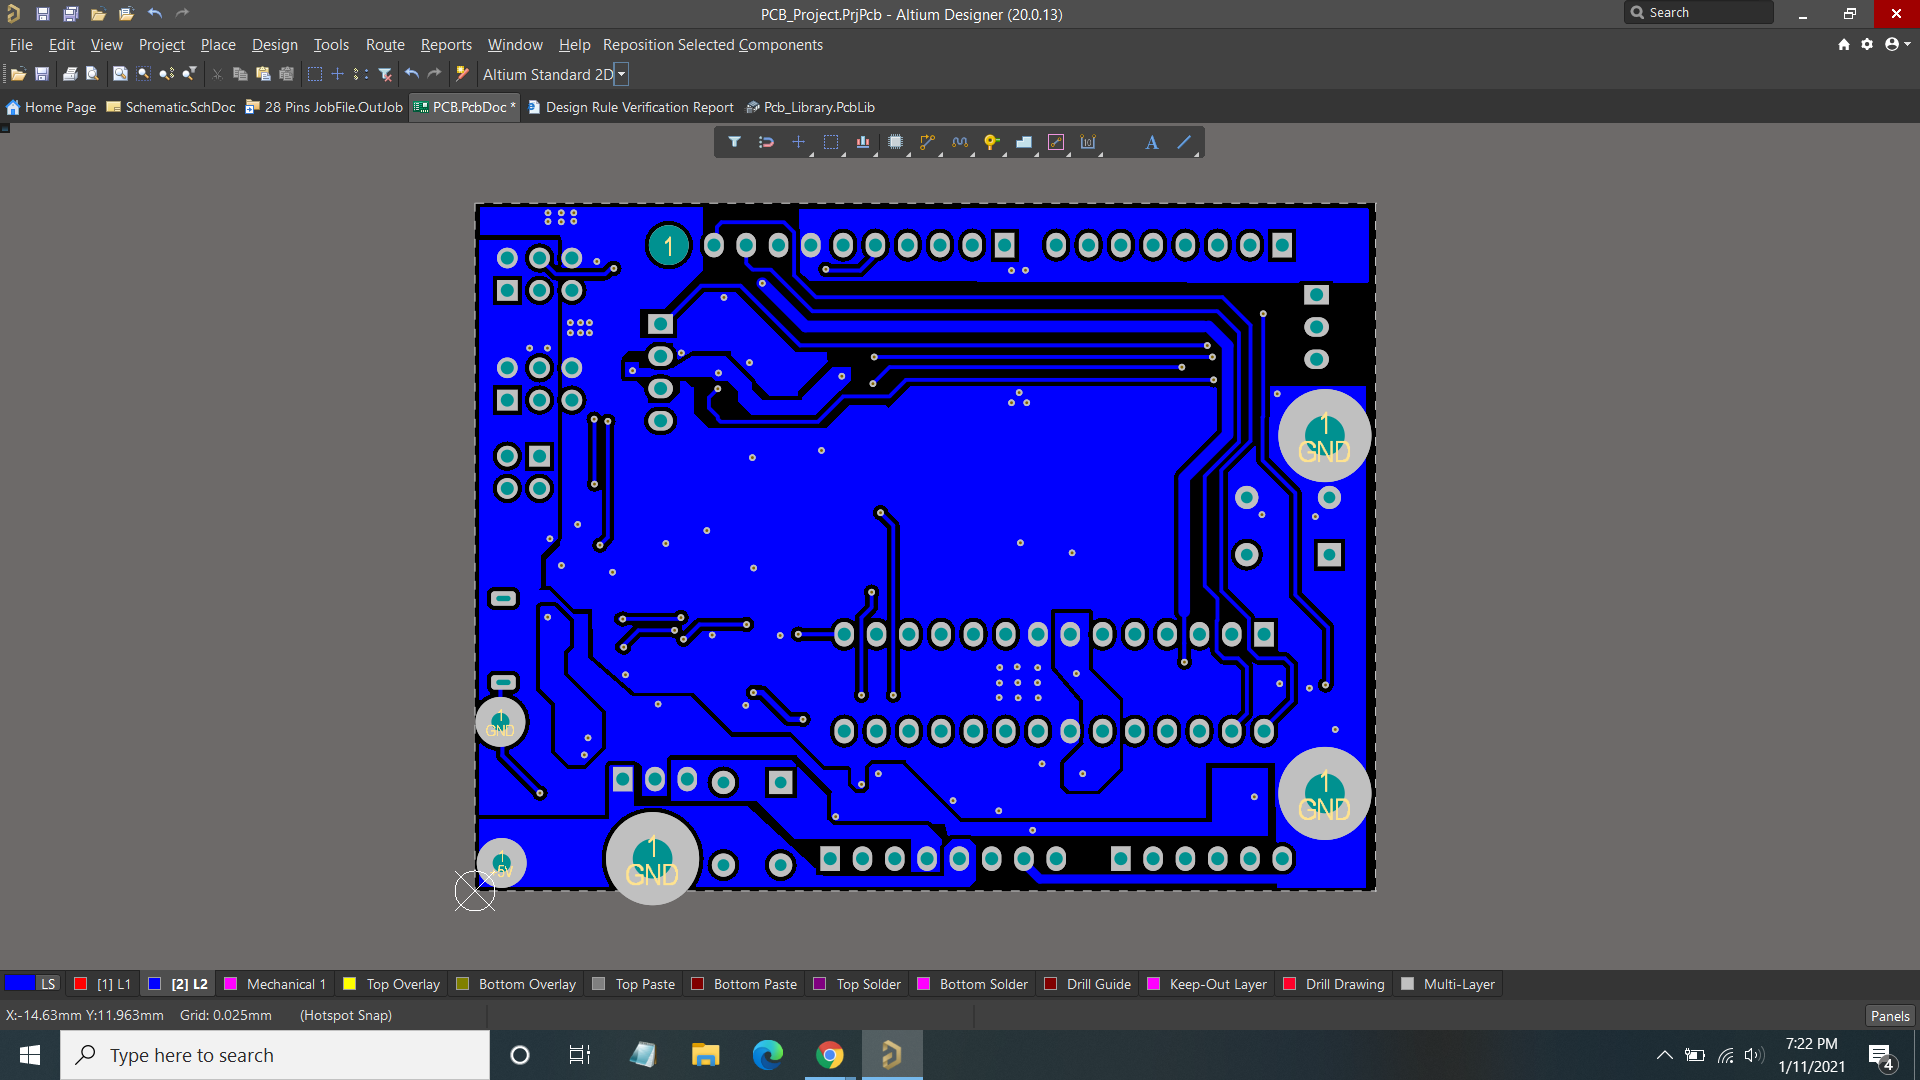 PCB_Project.PrjPcb - Altium Designer (20.0.13)
Search
File Edit View Project Place Design Tools Route Reports Window Help Reposition Selected Components
Altium Standard 2D
Home Page Schematic.SchDoc 28 Pins JobFile.OutJob PCB.PcbDoc * Design Rule Verification Report Pcb_Library.PcbLib
10 A
1
1
GND
1
GND
1
GND
1
GND
1
+5V
LS [1] L1 [2] L2 Mechanical 1 Top Overlay Bottom Overlay Top Paste Bottom Paste Top Solder Bottom Solder Drill Guide Keep-Out Layer Drill Drawing Multi-Layer
X:-14.63mm Y:11.963mm Grid: 0.025mm (Hotspot Snap)
Panels
Type here to search
7:22 PM
1/11/2021
4